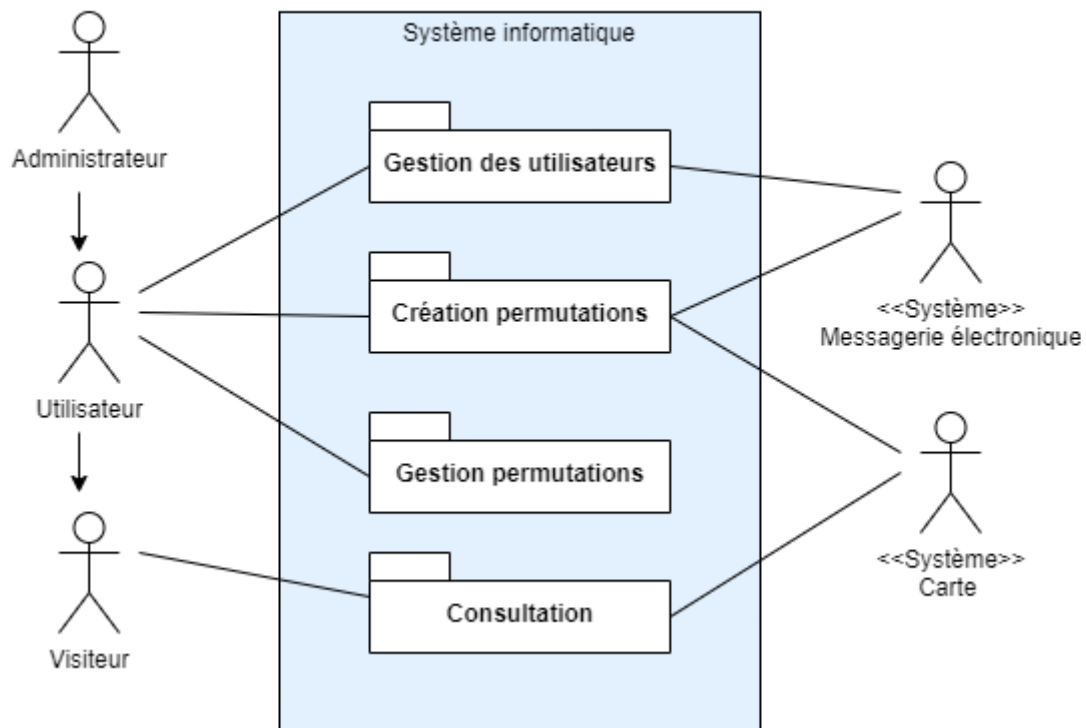 Système informatique
Administrateur
Gestion des utilisateurs
Création permutations
<<Système>>
Messagerie électronique
Utilisateur
Gestion permutations
Consultation
<<Système>>
Carte
Visiteur